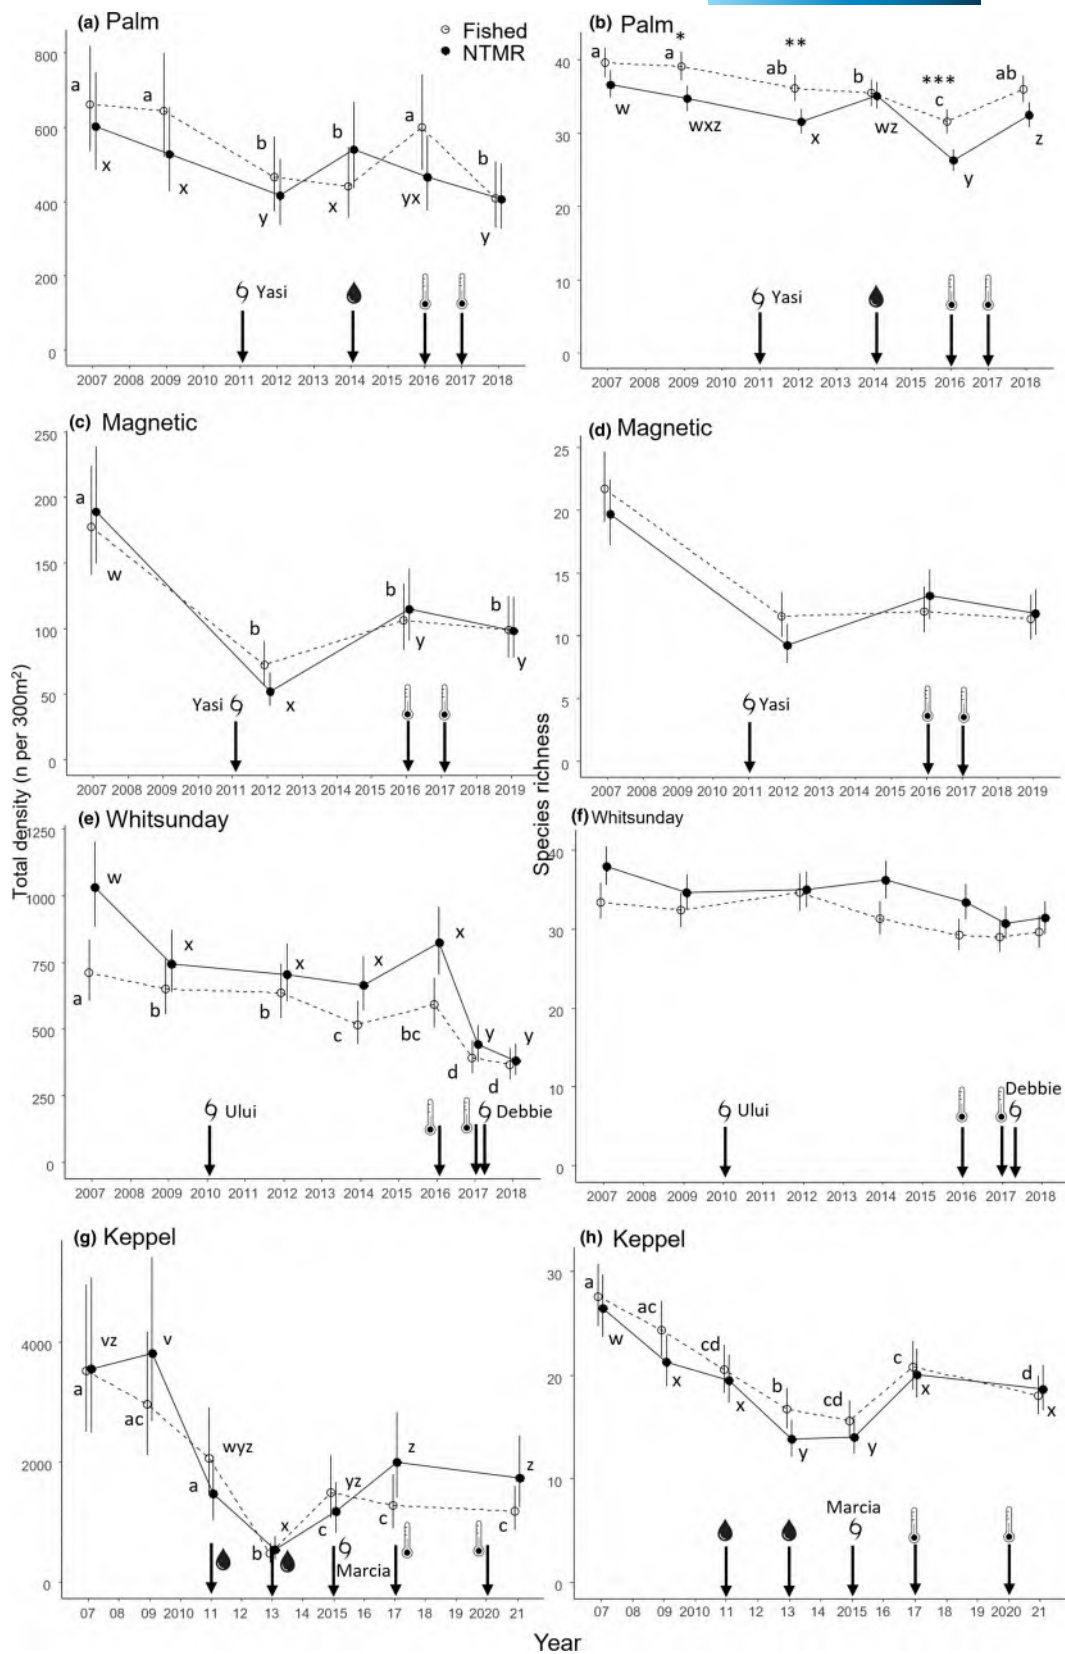 (a) Palm
Fished
NTMR
800
600
400
200
0
a
a
b
b
a
b
x
x
y
x
yx
y
Yasi
2007 2008 2009 2010 2011 2012 2013 2014 2015 2016 2017 2018
(b) Palm
40
30
20
10
0
* ** ***
a
a
ab
b
c
ab
w
wxz
x
wz
y
z
Yasi
2007 2008 2009 2010 2011 2012 2013 2014 2015 2016 2017 2018
(c) Magnetic
250
200
150
100
50
0
a
b
b
b
w
x
y
y
Yasi
2007 2008 2009 2010 2011 2012 2013 2014 2015 2016 2017 2018 2019
(d) Magnetic
25
20
15
10
5
0
Yasi
2007 2008 2009 2010 2011 2012 2013 2014 2015 2016 2017 2018 2019
Total density (n per 300m²)
Species richness
(e) Whitsunday
1250
1000
750
500
250
0
w
x
x
x
x
y
y
a
b
b
c
bc
d
d
Ului
Debbie
2007 2008 2009 2010 2011 2012 2013 2014 2015 2016 2017 2018
(f) Whitsunday
40
30
20
10
0
Ului
Debbie
2007 2008 2009 2010 2011 2012 2013 2014 2015 2016 2017 2018
(g) Keppel
4000
2000
0
vz
v
a
ac
wyz
a
x
b
yz
c
z
c
z
c
Marcia
07 08 09 2010 11 12 13 14 2015 16 17 18 19 2020 21
(h) Keppel
30
20
10
0
a
ac
cd
b
cd
c
d
w
x
x
y
y
x
x
Marcia
07 08 09 2010 11 12 13 14 2015 16 17 18 19 2020 21
Year